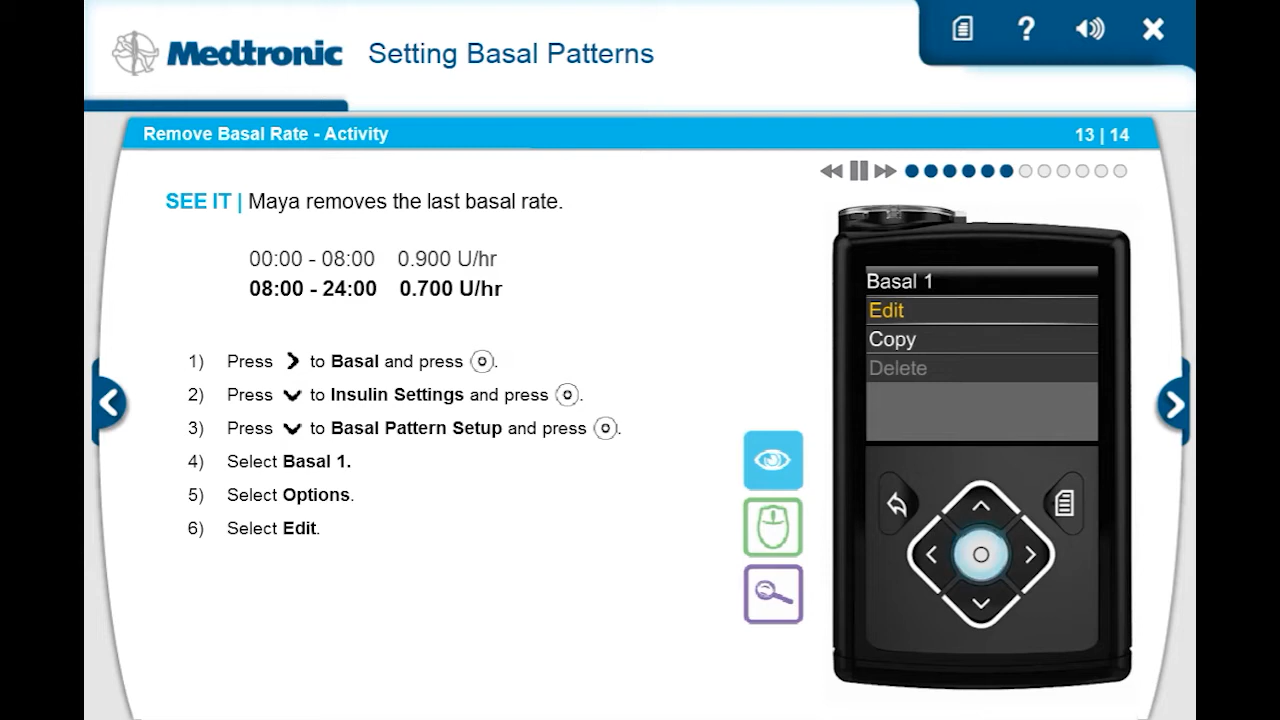 Medtronic Setting Basal Patterns
?
Remove Basal Rate - Activity 13 | 14
SEE IT | Maya removes the last basal rate.
00:00 - 08:00 0.900 U/hr
08:00 - 24:00 0.700 U/hr
1) Press > to Basal and press.
2) Press to Insulin Settings and press.
3) Press to Basal Pattern Setup and press.
4) Select Basal 1.
5) Select Options.
6) Select Edit.
Basal 1
Edit
Copy
Delete